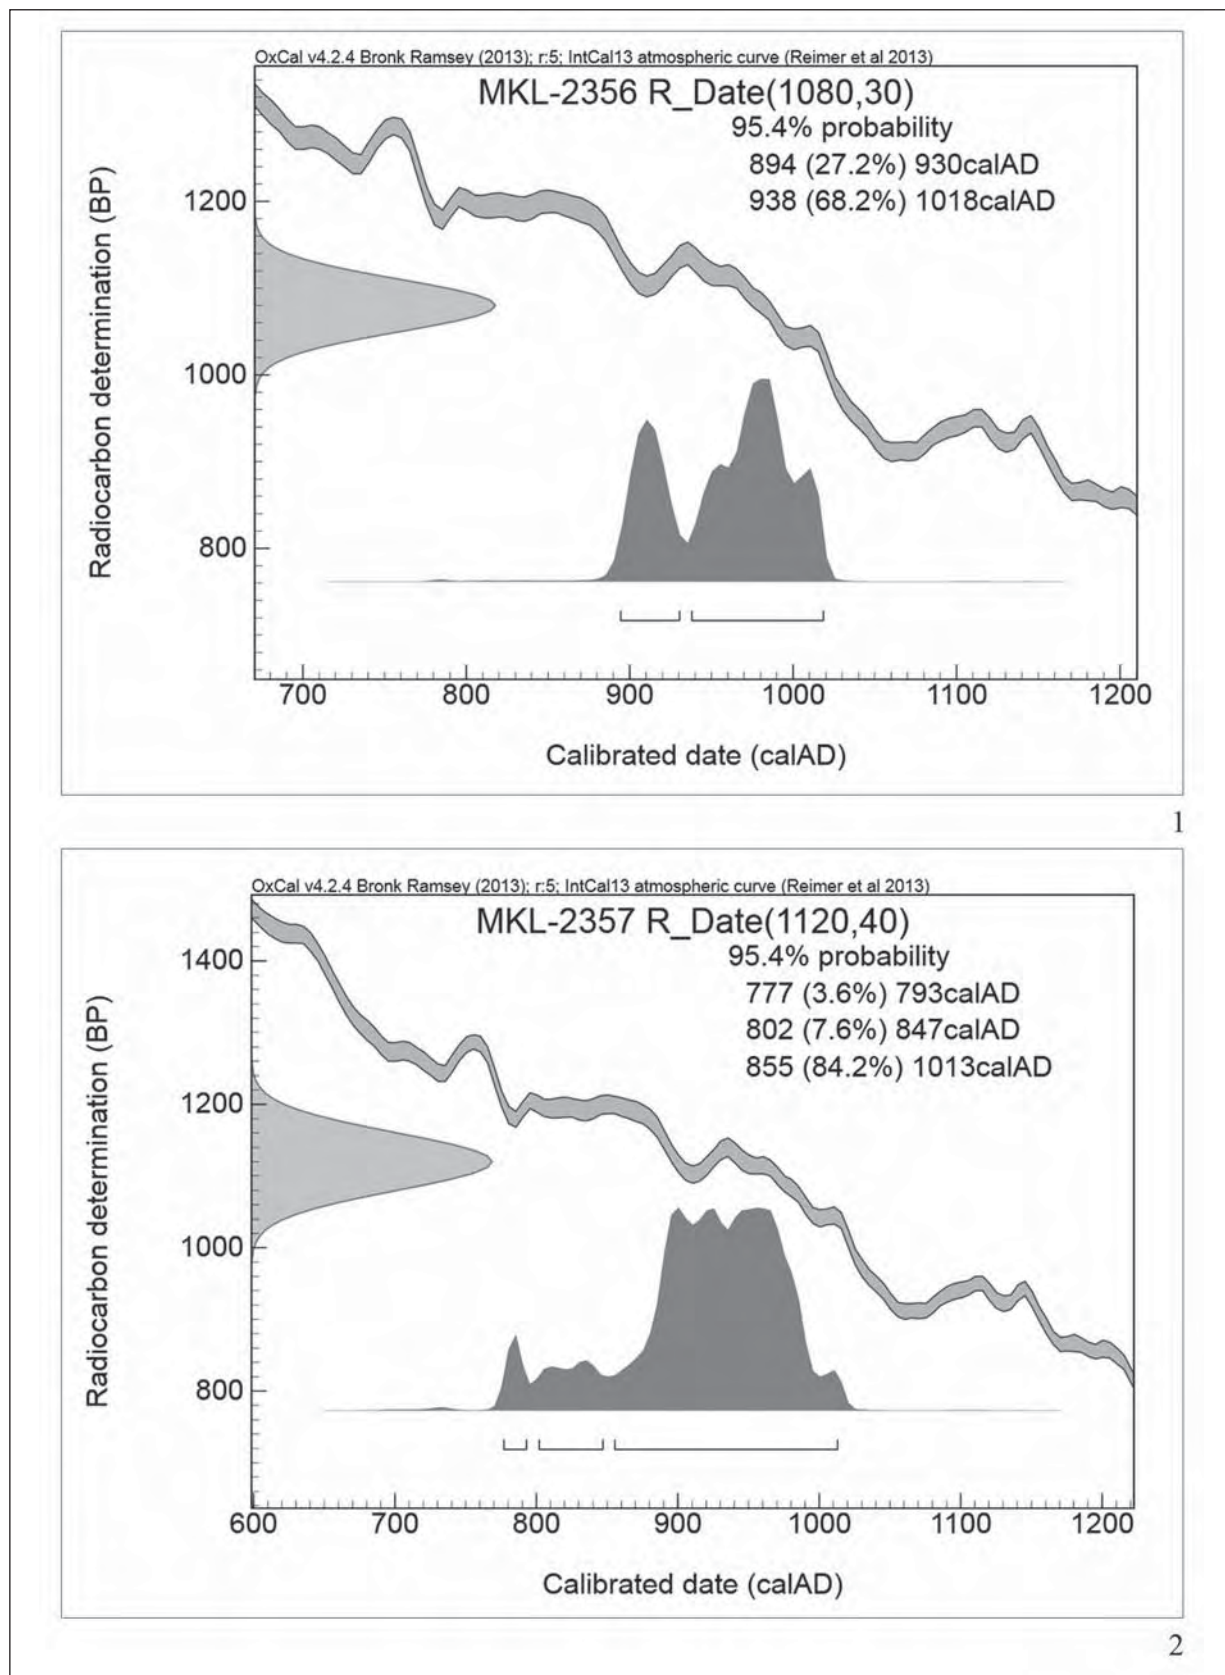 OxCal v4.2.4 Bronk Ramsey (2013); r:5; IntCal13 atmospheric curve (Reimer et al 2013)
MKL-2356 R_Date(1080,30)
95.4% probability
894 (27.2%) 930calAD
938 (68.2%) 1018calAD
Radiocarbon determination (BP)
1200
1000
800
700 800 900 1000 1100 1200
Calibrated date (calAD)
1
OxCal v4.2.4 Bronk Ramsey (2013); r:5; IntCal13 atmospheric curve (Reimer et al 2013)
MKL-2357 R_Date(1120,40)
95.4% probability
777 (3.6%) 793calAD
802 (7.6%) 847calAD
855 (84.2%) 1013calAD
Radiocarbon determination (BP)
1400
1200
1000
800
600 700 800 900 1000 1100 1200
Calibrated date (calAD)
2